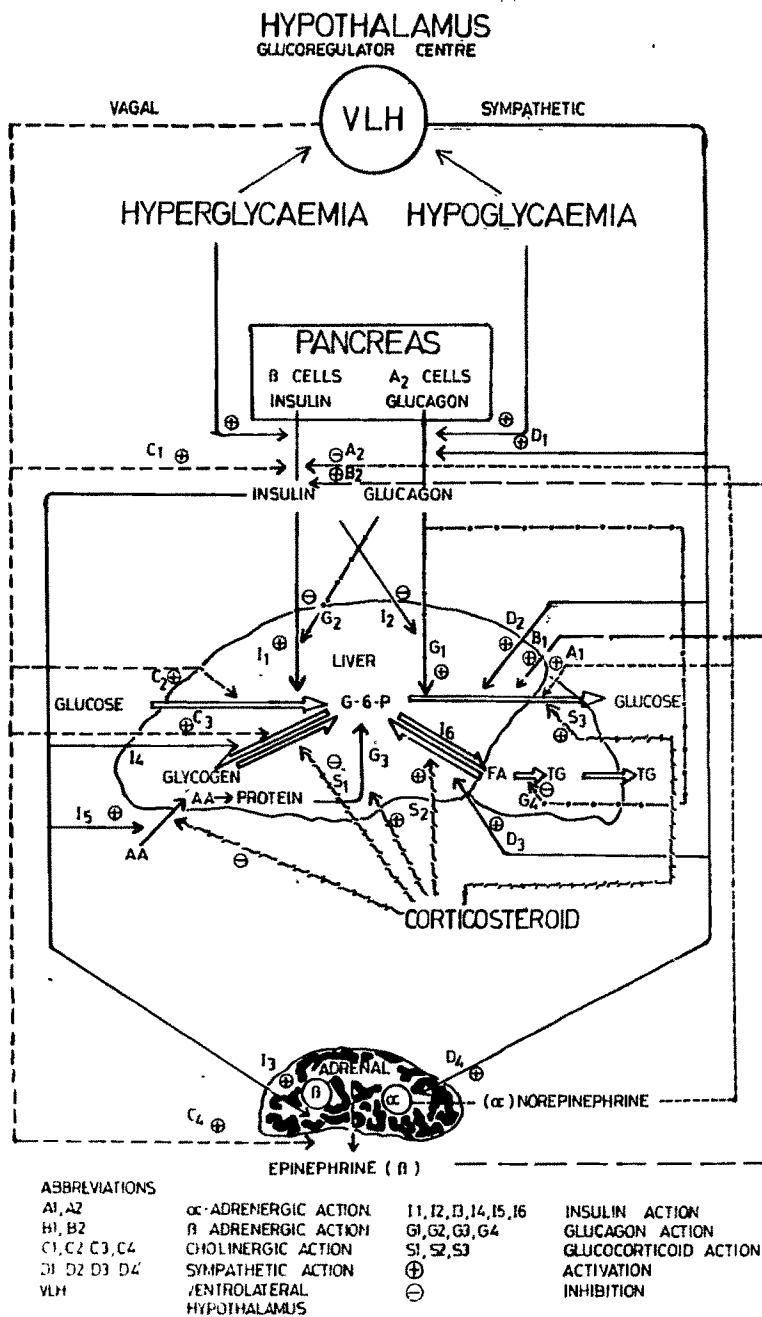 HYPOTHALAMUS
GLUCOREGULATOR CENTRE
VAGAL
VLH
SYMPATHETIC
HYPERGLYCAEMIA
HYPOGLYCAEMIA
PANCREAS
ß CELLS
A2 CELLS
INSULIN
GLUCAGON
⊕
⊕
C1 ⊕
⊖ A2
⊕ D1
⊕ B2
INSULIN
GLUCAGON
⊖
G2
⊖
I2
D2
⊕
I1 ⊕
LIVER
G1
⊕
B1
⊕
A1
⊕
C2 ⊕
GLUCOSE
G-6-P
GLUCOSE
C3
⊕
S3
⊕
I4
I6
GLYCOGEN
⊖
S1
G3
⊕
FA
TG
TG
AA→PROTEIN
G4 ⊖
I5 ⊕
S2
⊕
⊕
D3
AA
⊖
CORTICOSTEROID
I3
⊕
ADRENAL
D4
⊕
ß
α
(α) NOREPINEPHRINE
C4 ⊕
EPINEPHRINE (ß)
ABBREVIATIONS
A1, A2 α-ADRENERGIC ACTION I1, I2, I3, I4, I5, I6 INSULIN ACTION
B1, B2 ß ADRENERGIC ACTION G1, G2, G3, G4 GLUCAGON ACTION
C1, C2 C3, C4 CHOLINERGIC ACTION S1, S2, S3 GLUCOCORTICOID ACTION
D1 D2 D3 D4 SYMPATHETIC ACTION ⊕ ACTIVATION
VLH VENTROLATERAL ⊖ INHIBITION
HYPOTHALAMUS